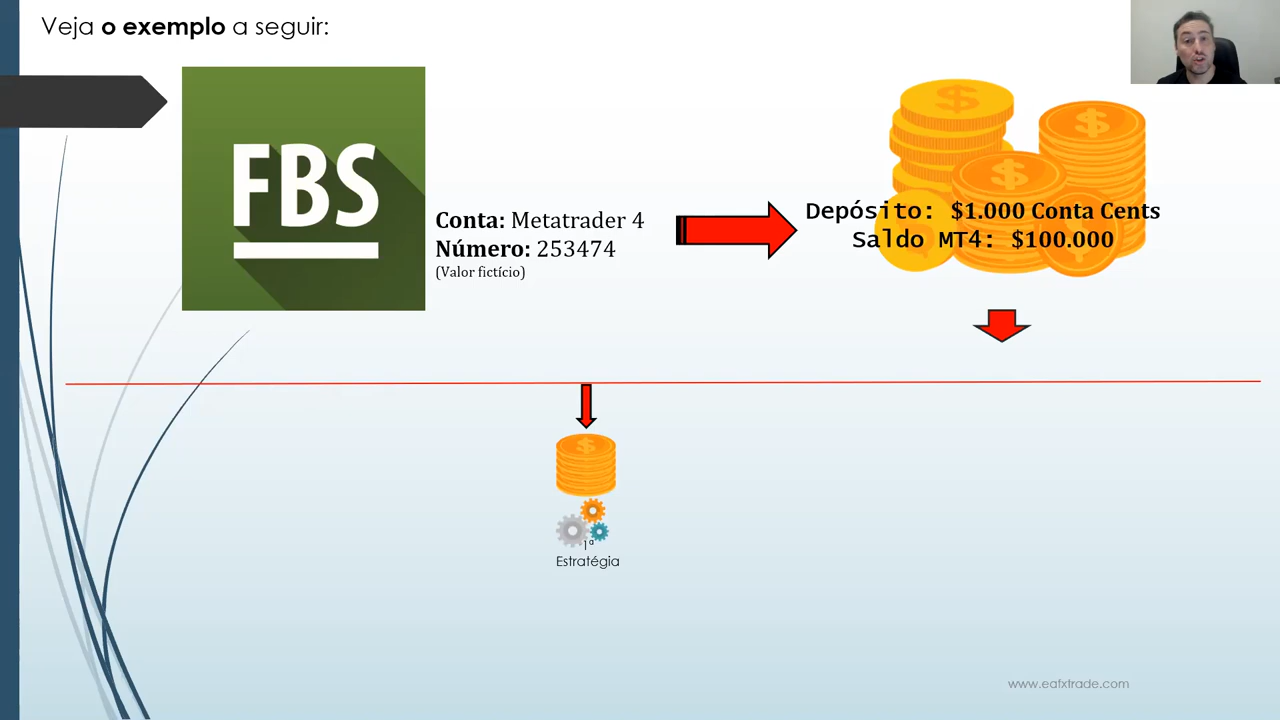 Veja o exemplo a seguir:
FBS
Conta: Metatrader 4
Número: 253474
(Valor fictício)
Depósito: $1.000 Conta Cents
Saldo MT4: $100.000
1ª
Estratégia
www.eafxtrade.com